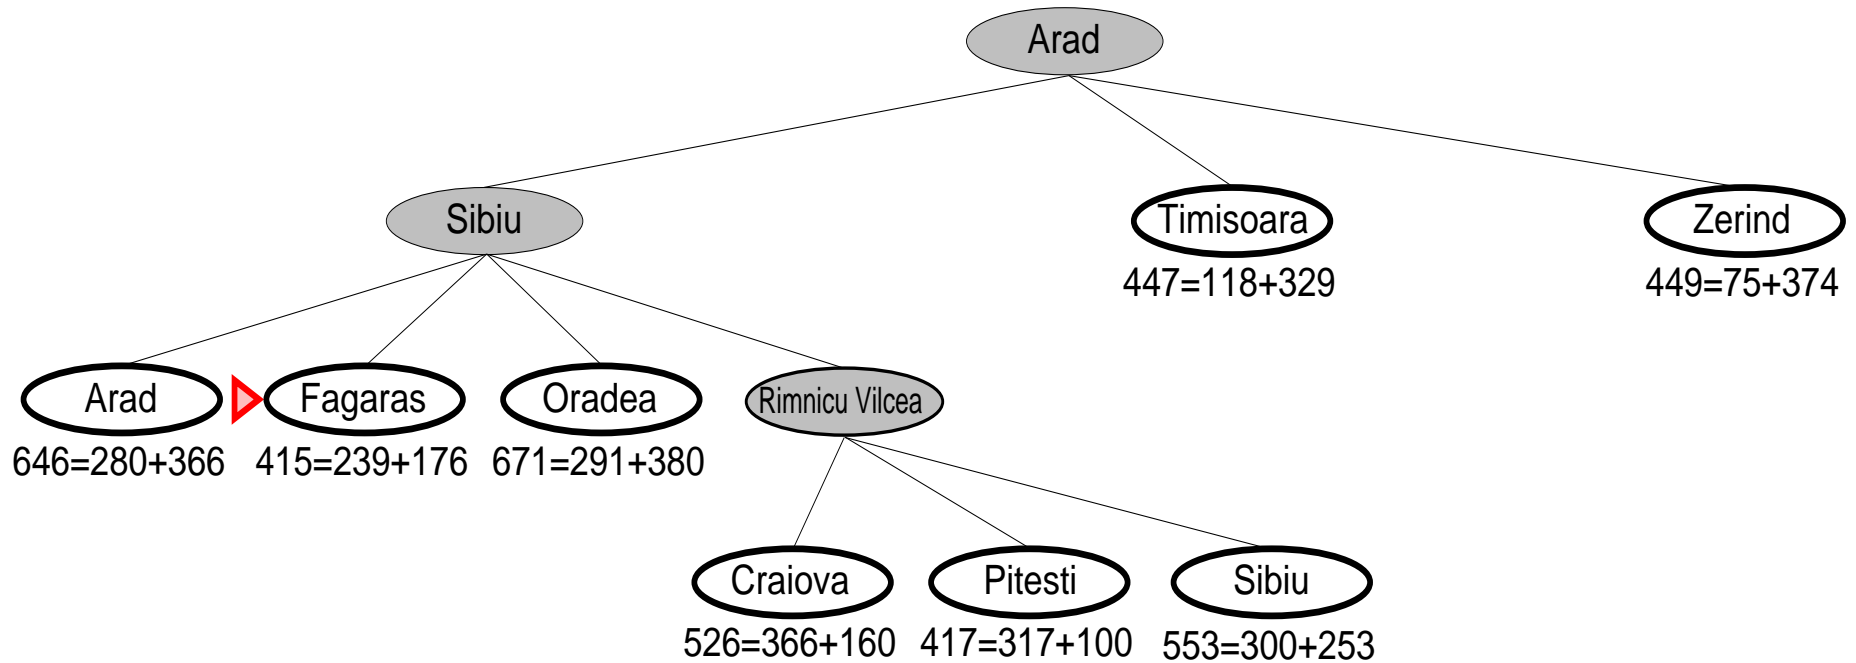 Arad
Sibiu
Timisoara
Zerind
447=118+329
449=75+374
Arad
Fagaras
Oradea
Rimnicu Vilcea
646=280+366
415=239+176
671=291+380
Craiova
Pitesti
Sibiu
526=366+160
417=317+100
553=300+253